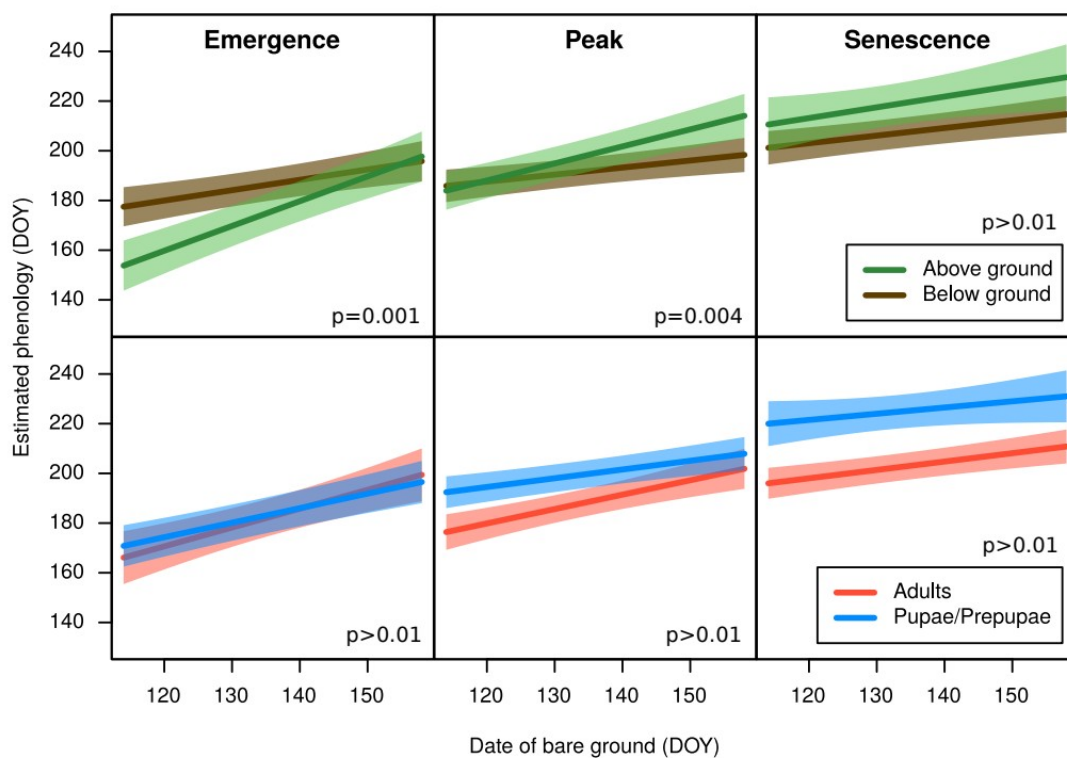 Emergence
Peak
Senescence
240
220
200
180
160
140
p=0.001
p=0.004
p>0.01
Above ground
Below ground
Estimated phenology (DOY)
240
220
200
180
160
140
p>0.01
p>0.01
p>0.01
Adults
Pupae/Prepupae
120 130 140 150 120 130 140 150 120 130 140 150
Date of bare ground (DOY)